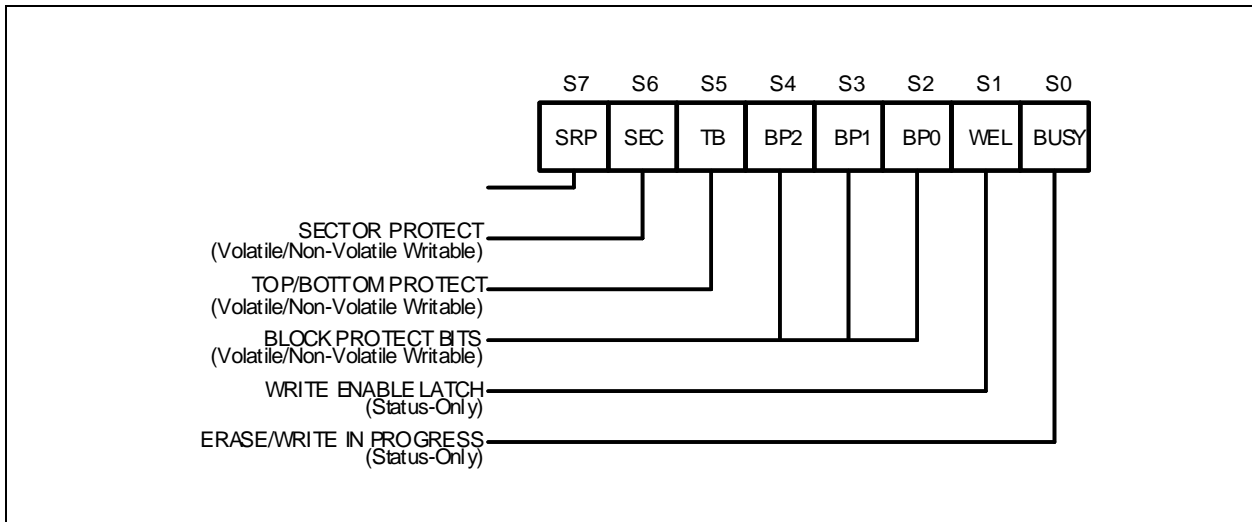 S7 S6 S5 S4 S3 S2 S1 S0
SRP SEC TB BP2 BP1 BP0 WEL BUSY
SECTOR PROTECT
(Volatile/Non-Volatile Writable)
TOP/BOTTOM PROTECT
(Volatile/Non-Volatile Writable)
BLOCK PROTECT BITS
(Volatile/Non-Volatile Writable)
WRITE ENABLE LATCH
(Status-Only)
ERASE/WRITE IN PROGRESS
(Status-Only)